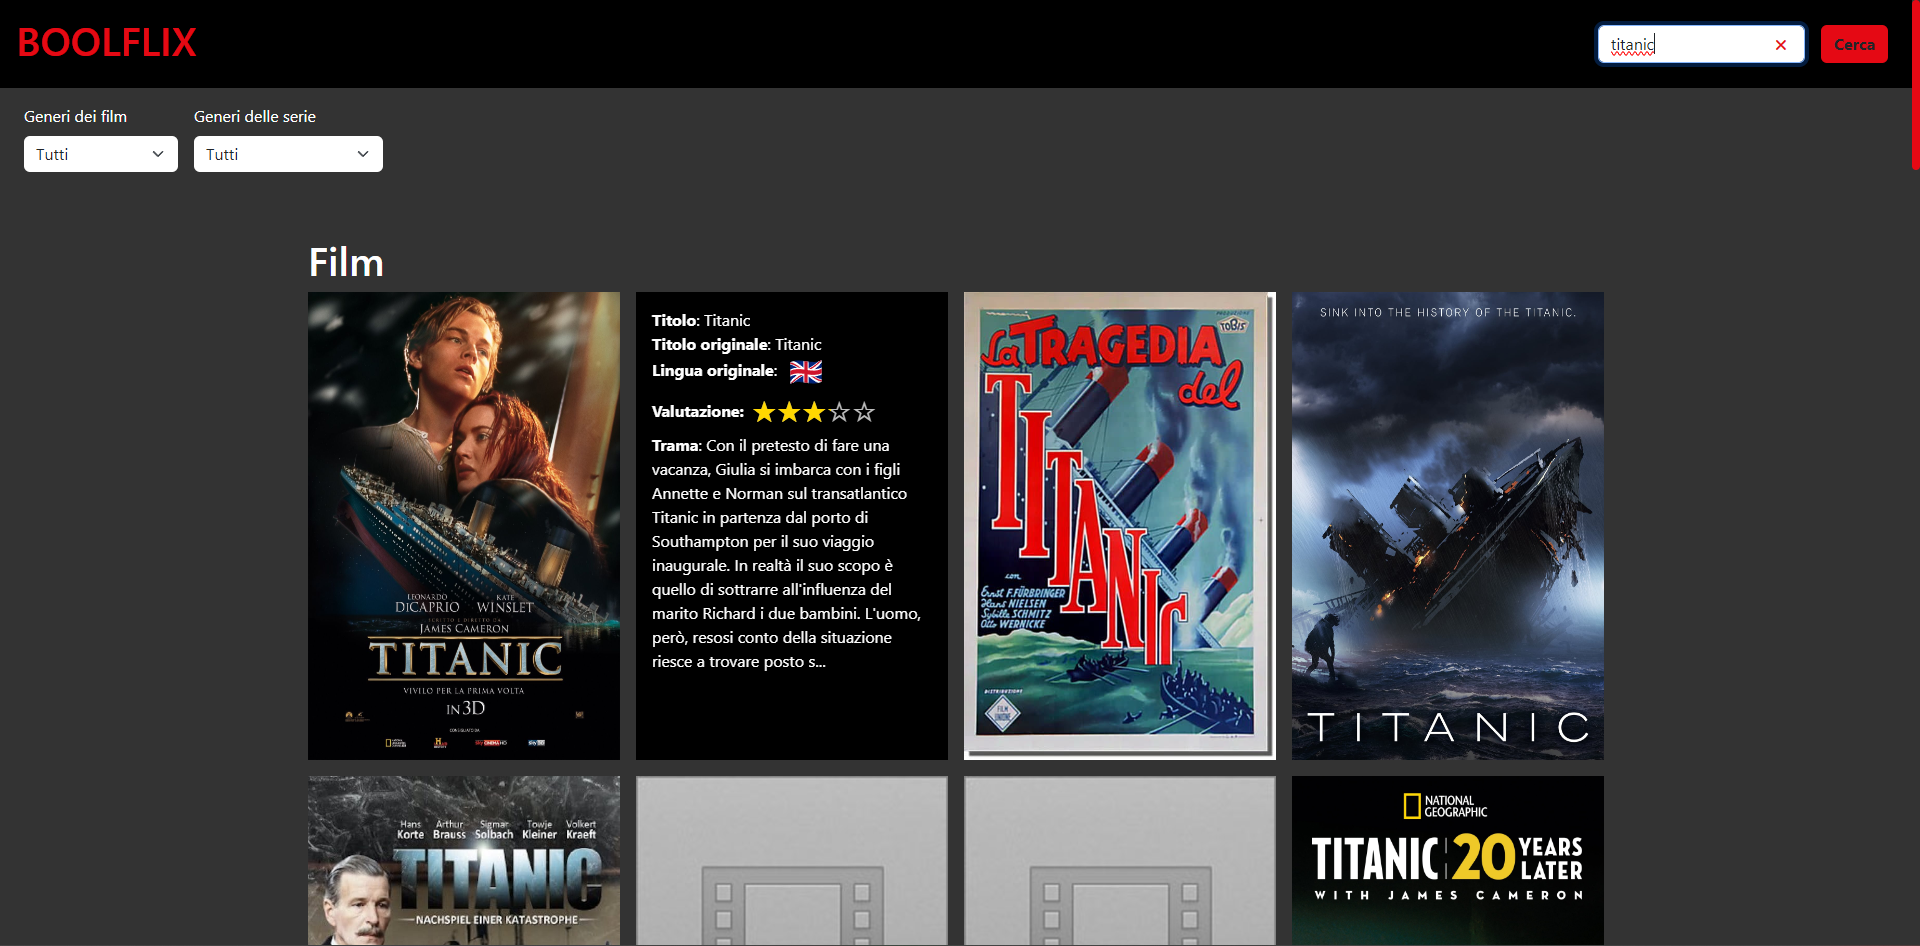 BOOLFLIX
titanic
Cerca
Generi dei film
Generi delle serie
Tutti
Tutti
Film
LEONARDO
DICAPRIO
KATE
WINSLET
SCRITTO E DIRETTO DA
JAMES CAMERON
TITANIC
VIVILO PER LA PRIMA VOLTA
IN 3D
CONSIGLIATO DA
Titolo: Titanic
Titolo originale: Titanic
Lingua originale:
Valutazione:
Trama: Con il pretesto di fare una
vacanza, Giulia si imbarca con i figli
Annette e Norman sul transatlantico
Titanic in partenza dal porto di
Southampton per il suo viaggio
inaugurale. In realtà il suo scopo è
quello di sottrarre all'influenza del
marito Richard i due bambini. L'uomo,
però, resosi conto della situazione
riesce a trovare posto s...
PRODUZIONE
TOBIS
La TRAGEDIA
del
TITANIC
con
Ernst F. FÜRBRINGER
Hans NIELSEN
Sybille SCHMITZ
Otto WERNICKE
DISTRIBUZIONE
FILM
UNIONE
SINK INTO THE HISTORY OF THE TITANIC.
TITANIC
Hans
Korte
Arthur
Brauss
Sigmar
Solbach
Towje
Kleiner
Volkert
Kraeft
TITANIC
NACHSPIEL EINER KATASTROPHE
NATIONAL
GEOGRAPHIC
TITANIC 20 YEARS
LATER
WITH JAMES CAMERON